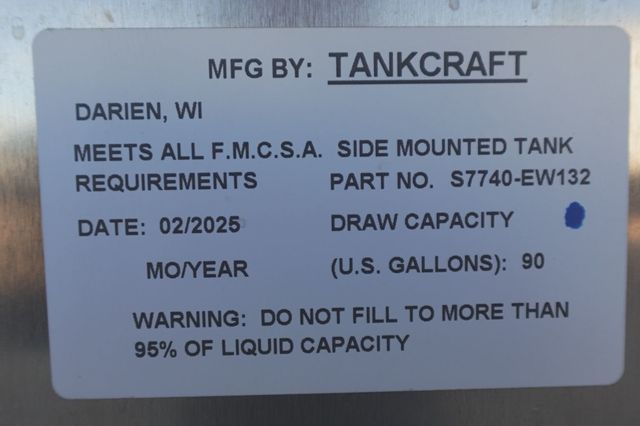 MFG BY: TANKCRAFT
DARIEN, WI
MEETS ALL F.M.C.S.A. SIDE MOUNTED TANK
REQUIREMENTS PART NO. S7740-EW132
DATE: 02/2025 DRAW CAPACITY
MO/YEAR (U.S. GALLONS): 90
WARNING: DO NOT FILL TO MORE THAN
95% OF LIQUID CAPACITY